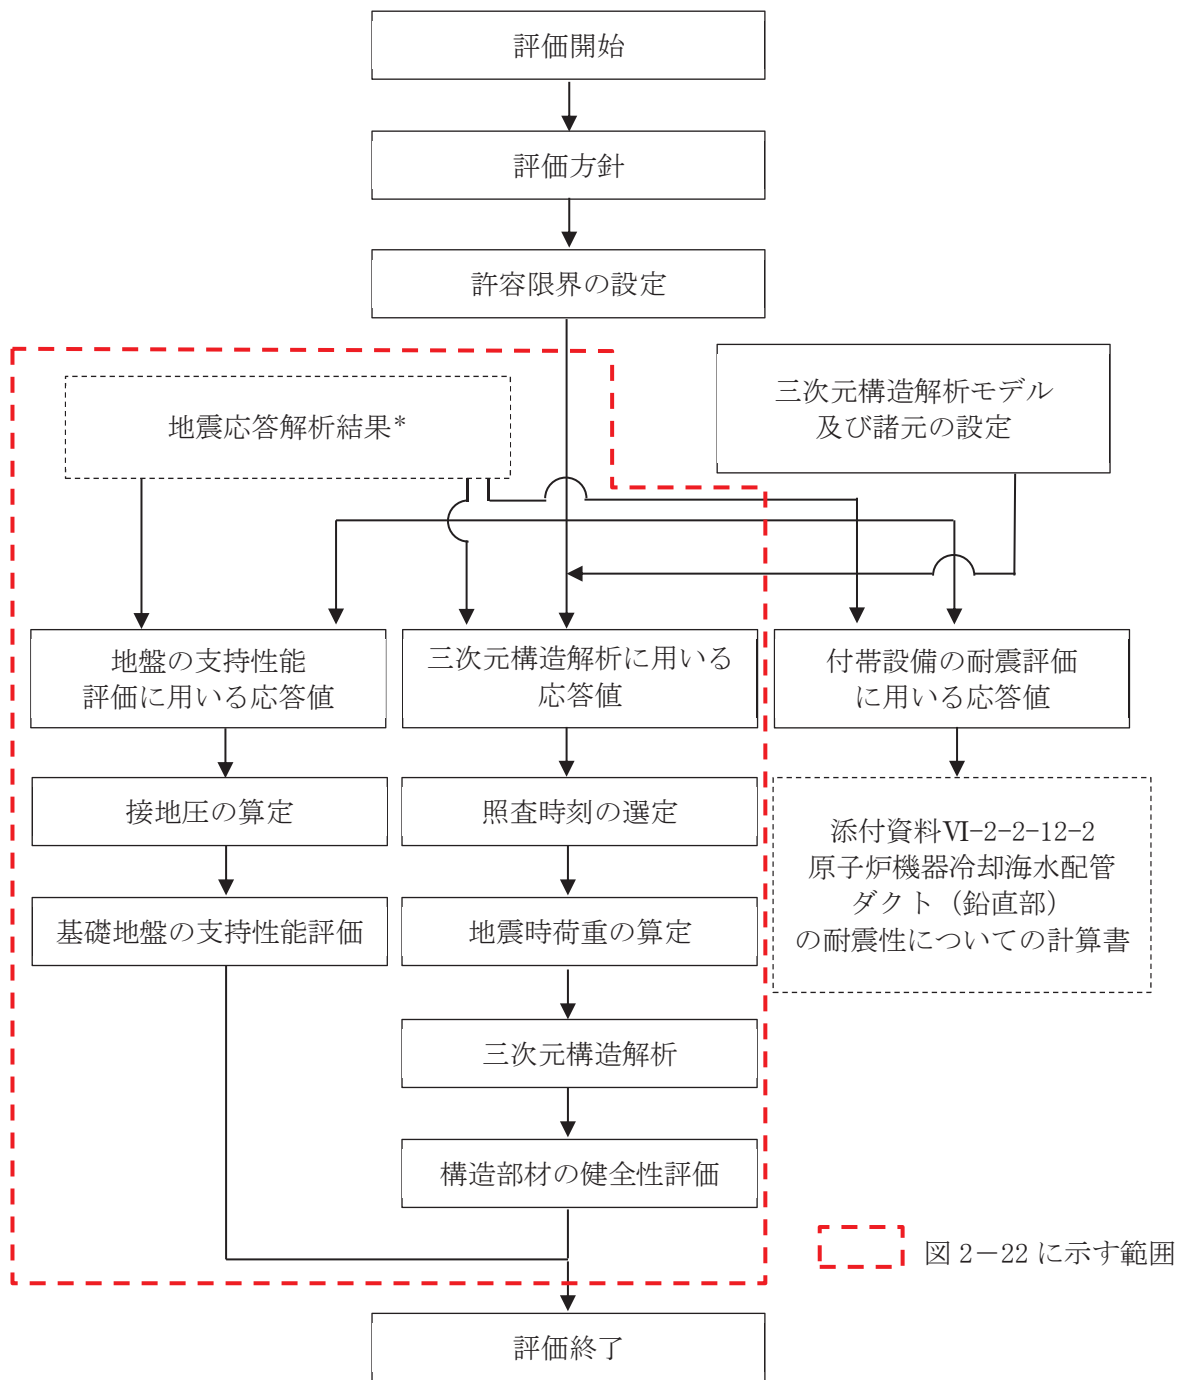 評価開始
評価方針
許容限界の設定
地震応答解析結果*
三次元構造解析モデル
及び諸元の設定
地盤の支持性能
評価に用いる応答値
三次元構造解析に用いる
応答値
付帯設備の耐震評価
に用いる応答値
接地圧の算定
照査時刻の選定
添付資料Ⅵ-2-2-12-2
原子炉機器冷却海水配管
ダクト（鉛直部）
の耐震性についての計算書
基礎地盤の支持性能評価
地震時荷重の算定
三次元構造解析
構造部材の健全性評価
図 2－22 に示す範囲
評価終了